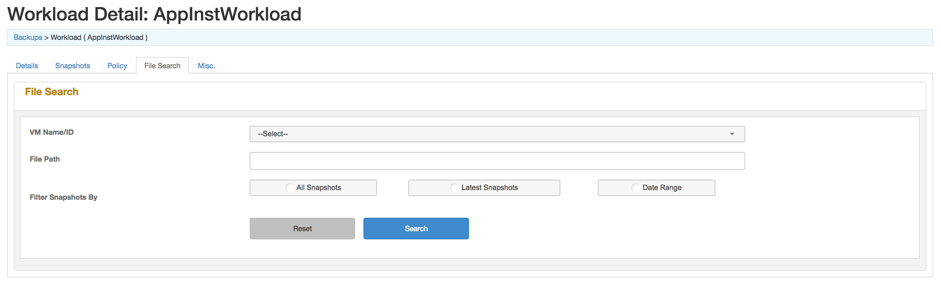 Workload Detail: AppInstWorkload
Backups > Workload ( AppInstWorkload )
Details Snapshots Policy File Search Misc.
File Search
VM Name/ID --Select--
File Path
Filter Snapshots By All Snapshots Latest Snapshots Date Range
Reset Search